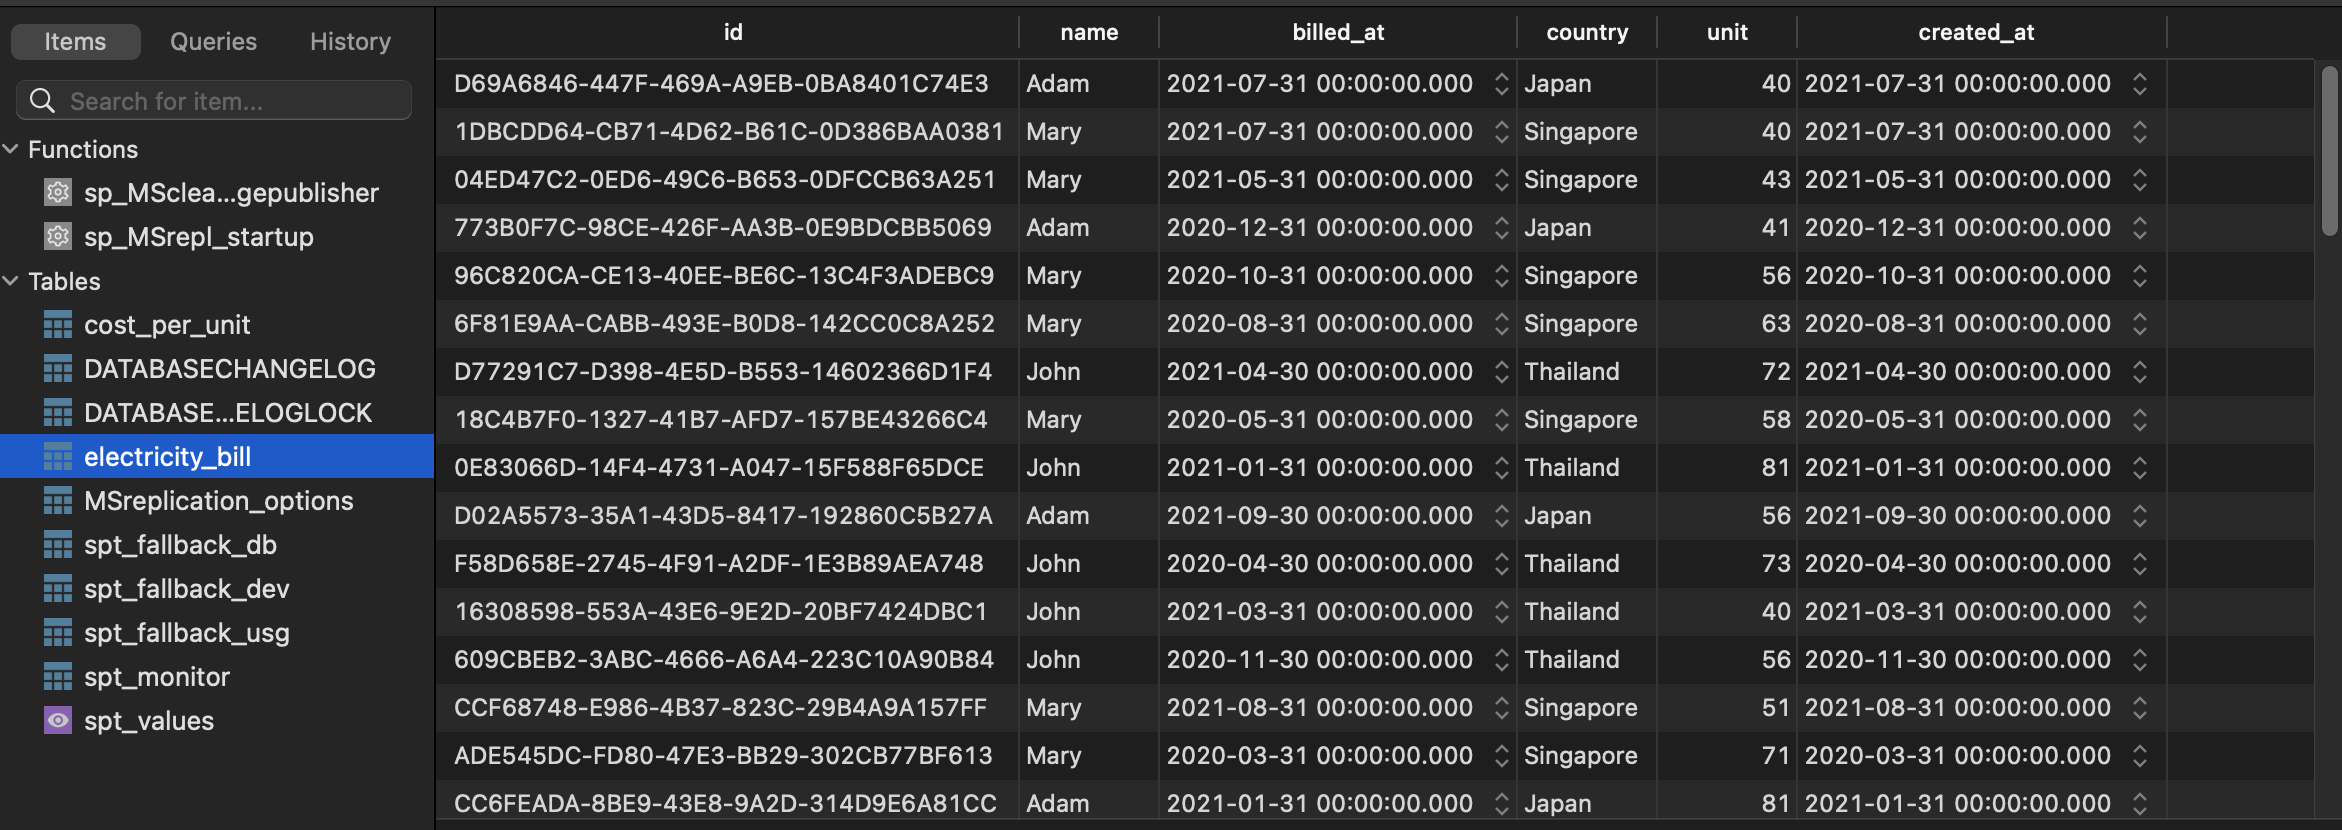 Items Queries History
Search for item...
Functions
sp_MSclea...gepublisher
sp_MSrepl_startup
Tables
cost_per_unit
DATABASECHANGELOG
DATABASE...ELOGLOCK
electricity_bill
MSreplication_options
spt_fallback_db
spt_fallback_dev
spt_fallback_usg
spt_monitor
spt_values
id name billed_at country unit created_at
D69A6846-447F-469A-A9EB-0BA8401C74E3 Adam 2021-07-31 00:00:00.000 Japan 40 2021-07-31 00:00:00.000
1DBCDD64-CB71-4D62-B61C-0D386BAA0381 Mary 2021-07-31 00:00:00.000 Singapore 40 2021-07-31 00:00:00.000
04ED47C2-0ED6-49C6-B653-0DFCCB63A251 Mary 2021-05-31 00:00:00.000 Singapore 43 2021-05-31 00:00:00.000
773B0F7C-98CE-426F-AA3B-0E9BDCBB5069 Adam 2020-12-31 00:00:00.000 Japan 41 2020-12-31 00:00:00.000
96C820CA-CE13-40EE-BE6C-13C4F3ADEBC9 Mary 2020-10-31 00:00:00.000 Singapore 56 2020-10-31 00:00:00.000
6F81E9AA-CABB-493E-B0D8-142CC0C8A252 Mary 2020-08-31 00:00:00.000 Singapore 63 2020-08-31 00:00:00.000
D77291C7-D398-4E5D-B553-14602366D1F4 John 2021-04-30 00:00:00.000 Thailand 72 2021-04-30 00:00:00.000
18C4B7F0-1327-41B7-AFD7-157BE43266C4 Mary 2020-05-31 00:00:00.000 Singapore 58 2020-05-31 00:00:00.000
0E83066D-14F4-4731-A047-15F588F65DCE John 2021-01-31 00:00:00.000 Thailand 81 2021-01-31 00:00:00.000
D02A5573-35A1-43D5-8417-192860C5B27A Adam 2021-09-30 00:00:00.000 Japan 56 2021-09-30 00:00:00.000
F58D658E-2745-4F91-A2DF-1E3B89AEA748 John 2020-04-30 00:00:00.000 Thailand 73 2020-04-30 00:00:00.000
16308598-553A-43E6-9E2D-20BF7424DBC1 John 2021-03-31 00:00:00.000 Thailand 40 2021-03-31 00:00:00.000
609CBEB2-3ABC-4666-A6A4-223C10A90B84 John 2020-11-30 00:00:00.000 Thailand 56 2020-11-30 00:00:00.000
CCF68748-E986-4B37-823C-29B4A9A157FF Mary 2021-08-31 00:00:00.000 Singapore 51 2021-08-31 00:00:00.000
ADE545DC-FD80-47E3-BB29-302CB77BF613 Mary 2020-03-31 00:00:00.000 Singapore 71 2020-03-31 00:00:00.000
CC6FEADA-8BE9-43E8-9A2D-314D9E6A81CC Adam 2021-01-31 00:00:00.000 Japan 81 2021-01-31 00:00:00.000